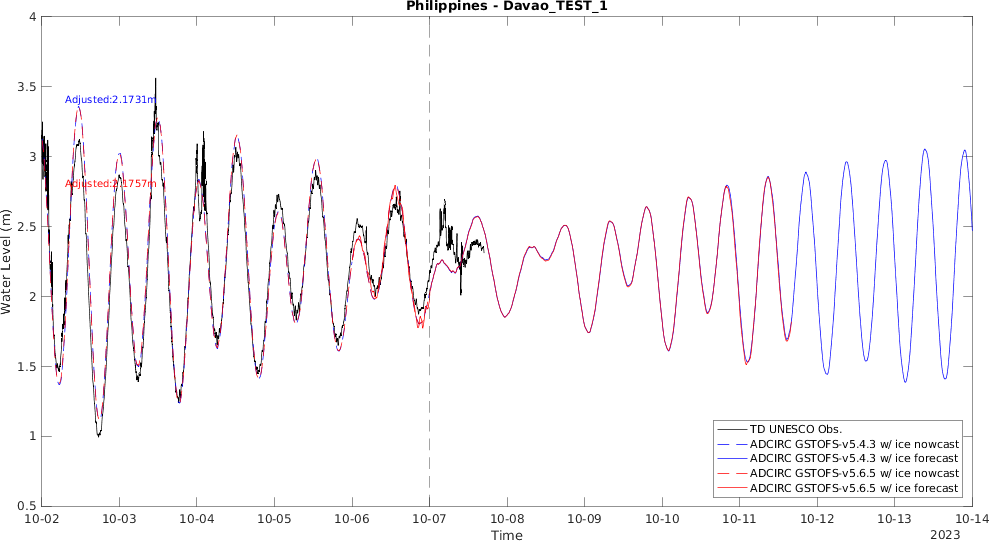 Philippines - Davao_TEST_1
4
3.5
3
2.5
2
1.5
1
0.5
Water Level (m)
Adjusted:2.1731m
Adjusted:2.1757m
TD UNESCO Obs.
ADCIRC GSTOFS-v5.4.3 w/ ice nowcast
ADCIRC GSTOFS-v5.4.3 w/ ice forecast
ADCIRC GSTOFS-v5.6.5 w/ ice nowcast
ADCIRC GSTOFS-v5.6.5 w/ ice forecast
10-02 10-03 10-04 10-05 10-06 10-07 10-08 10-09 10-10 10-11 10-12 10-13 10-14
Time
2023